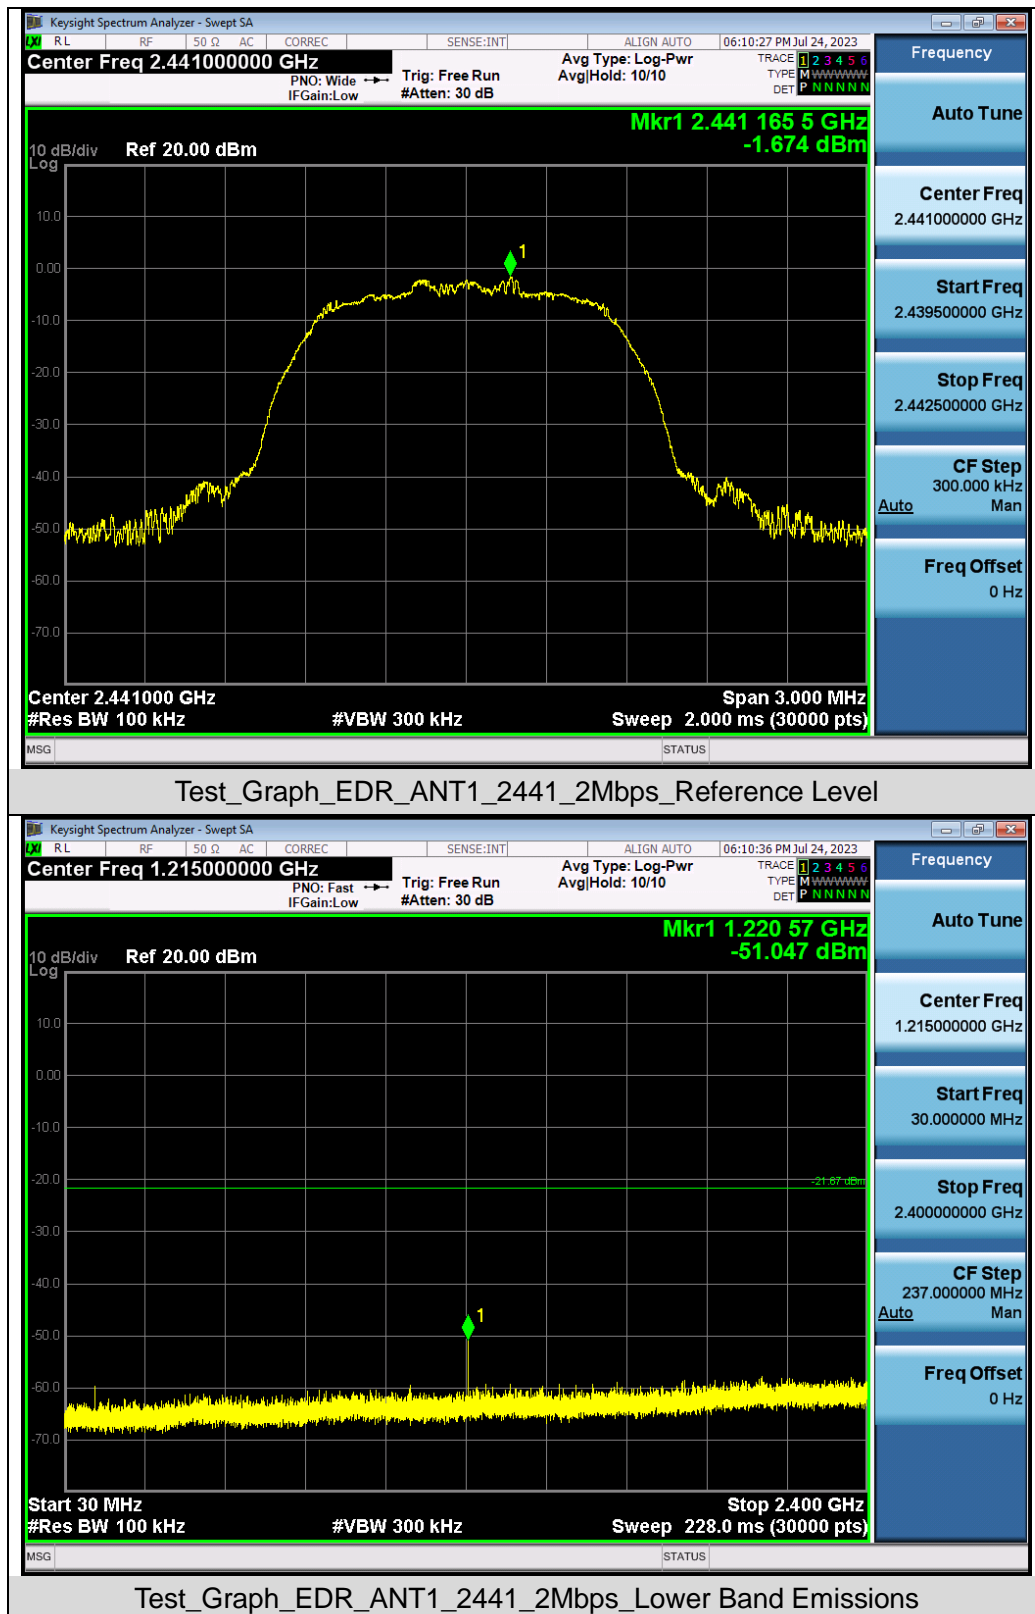 Keysight Spectrum Analyzer - Swept SA
LXI RL RF 50 Ω AC CORREC SENSE:INT ALIGN AUTO 06:10:27 PM Jul 24, 2023
Center Freq 2.441000000 GHz
PNO: Wide
IFGain:Low
Trig: Free Run
#Atten: 30 dB
Avg Type: Log-Pwr
Avg|Hold: 10/10
TRACE 1 2 3 4 5 6
TYPE M WWWWW
DET P N N N N N
Mkr1 2.441 165 5 GHz
-1.674 dBm
10 dB/div Ref 20.00 dBm
Log
10.0
0.00
-10.0
-20.0
-30.0
-40.0
-50.0
-60.0
-70.0
1
Center 2.441000 GHz Span 3.000 MHz
#Res BW 100 kHz #VBW 300 kHz Sweep 2.000 ms (30000 pts)
MSG STATUS
Frequency
Auto Tune
Center Freq
2.441000000 GHz
Start Freq
2.439500000 GHz
Stop Freq
2.442500000 GHz
CF Step
300.000 kHz
Auto Man
Freq Offset
0 Hz
Test_Graph_EDR_ANT1_2441_2Mbps_Reference Level
Keysight Spectrum Analyzer - Swept SA
LXI RL RF 50 Ω AC CORREC SENSE:INT ALIGN AUTO 06:10:36 PM Jul 24, 2023
Center Freq 1.215000000 GHz
PNO: Fast
IFGain:Low
Trig: Free Run
#Atten: 30 dB
Avg Type: Log-Pwr
Avg|Hold: 10/10
TRACE 1 2 3 4 5 6
TYPE M WWWWW
DET P N N N N N
Mkr1 1.220 57 GHz
-51.047 dBm
10 dB/div Ref 20.00 dBm
Log
10.0
0.00
-10.0
-20.0
-30.0
-40.0
-50.0
-60.0
-70.0
-21.67 dBm
1
Start 30 MHz Stop 2.400 GHz
#Res BW 100 kHz #VBW 300 kHz Sweep 228.0 ms (30000 pts)
MSG STATUS
Frequency
Auto Tune
Center Freq
1.215000000 GHz
Start Freq
30.000000 MHz
Stop Freq
2.400000000 GHz
CF Step
237.000000 MHz
Auto Man
Freq Offset
0 Hz
Test_Graph_EDR_ANT1_2441_2Mbps_Lower Band Emissions